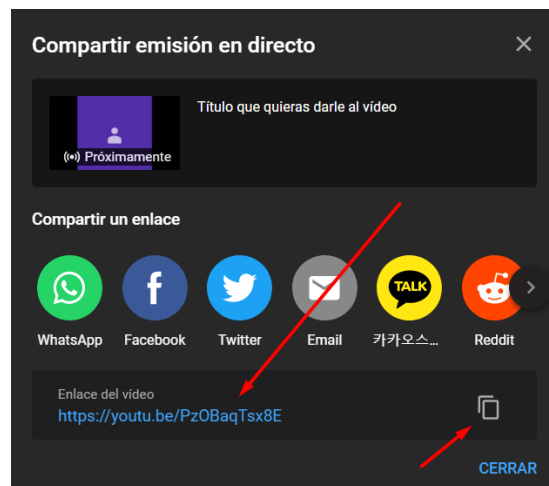 Compartir emisión en directo
Título que quieras darle al vídeo
Próximamente
Compartir un enlace
f
TALK
WhatsApp
Facebook
Twitter
Email
카카오스...
Reddit
Enlace del vídeo
https://youtu.be/PzOBaqTsx8E
CERRAR